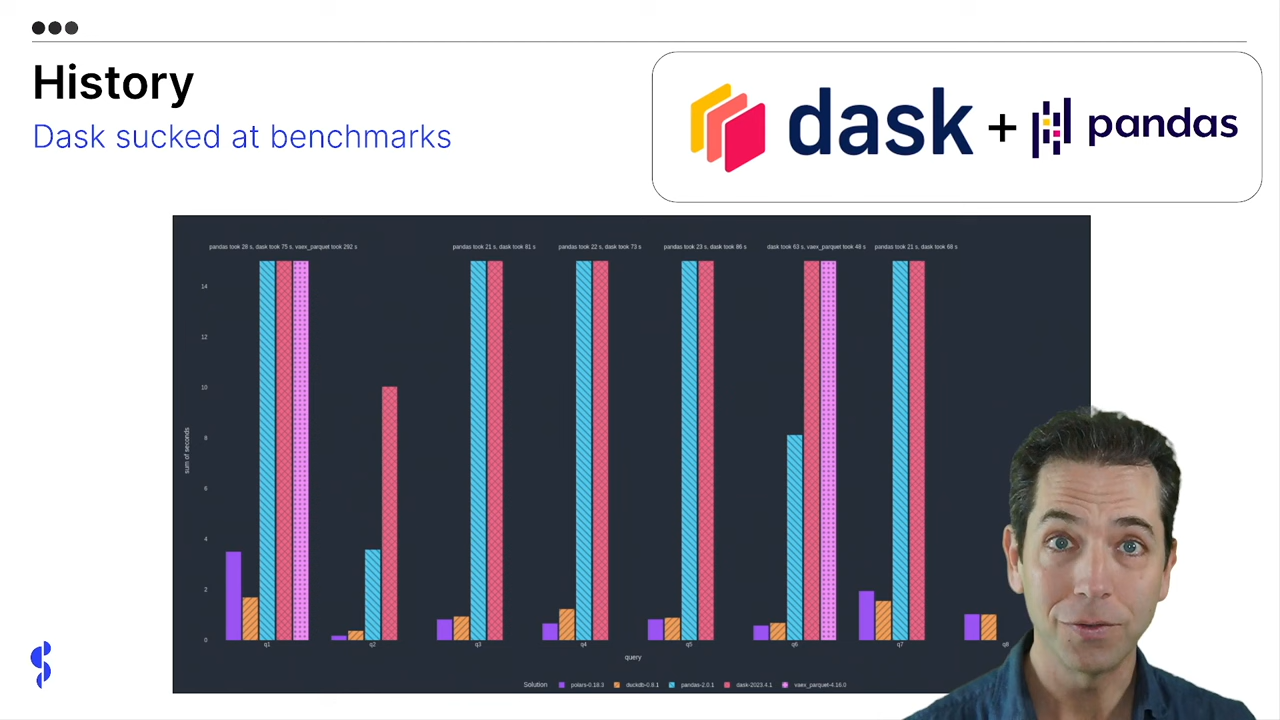 History
Dask sucked at benchmarks
dask + pandas
pandas took 28 s, dask took 75 s, vaex_parquet took 292 s
pandas took 21 s, dask took 81 s
pandas took 22 s, dask took 73 s
pandas took 23 s, dask took 86 s
dask took 63 s, vaex_parquet took 48 s
pandas took 21 s, dask took 68 s
14
12
10
8
6
4
2
0
sum of seconds
q1 q2 q3 q4 q5 q6 q7 q8
query
Solution polars-0.18.3 duckdb-0.8.1 pandas-2.0.1 dask-2023.4.1 vaex_parquet-4.16.0